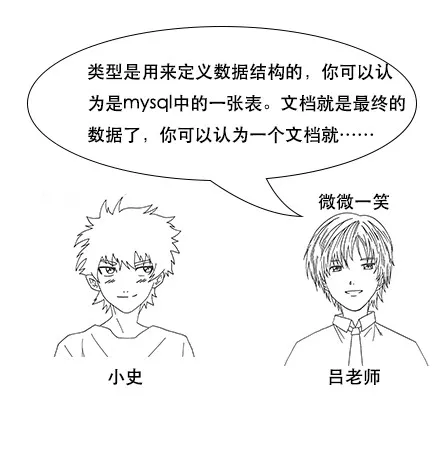 类型是用来定义数据结构的，你可以认
为是mysql中的一张表。文档就是最终的
数据了，你可以认为一个文档就……
微微一笑
小史
吕老师